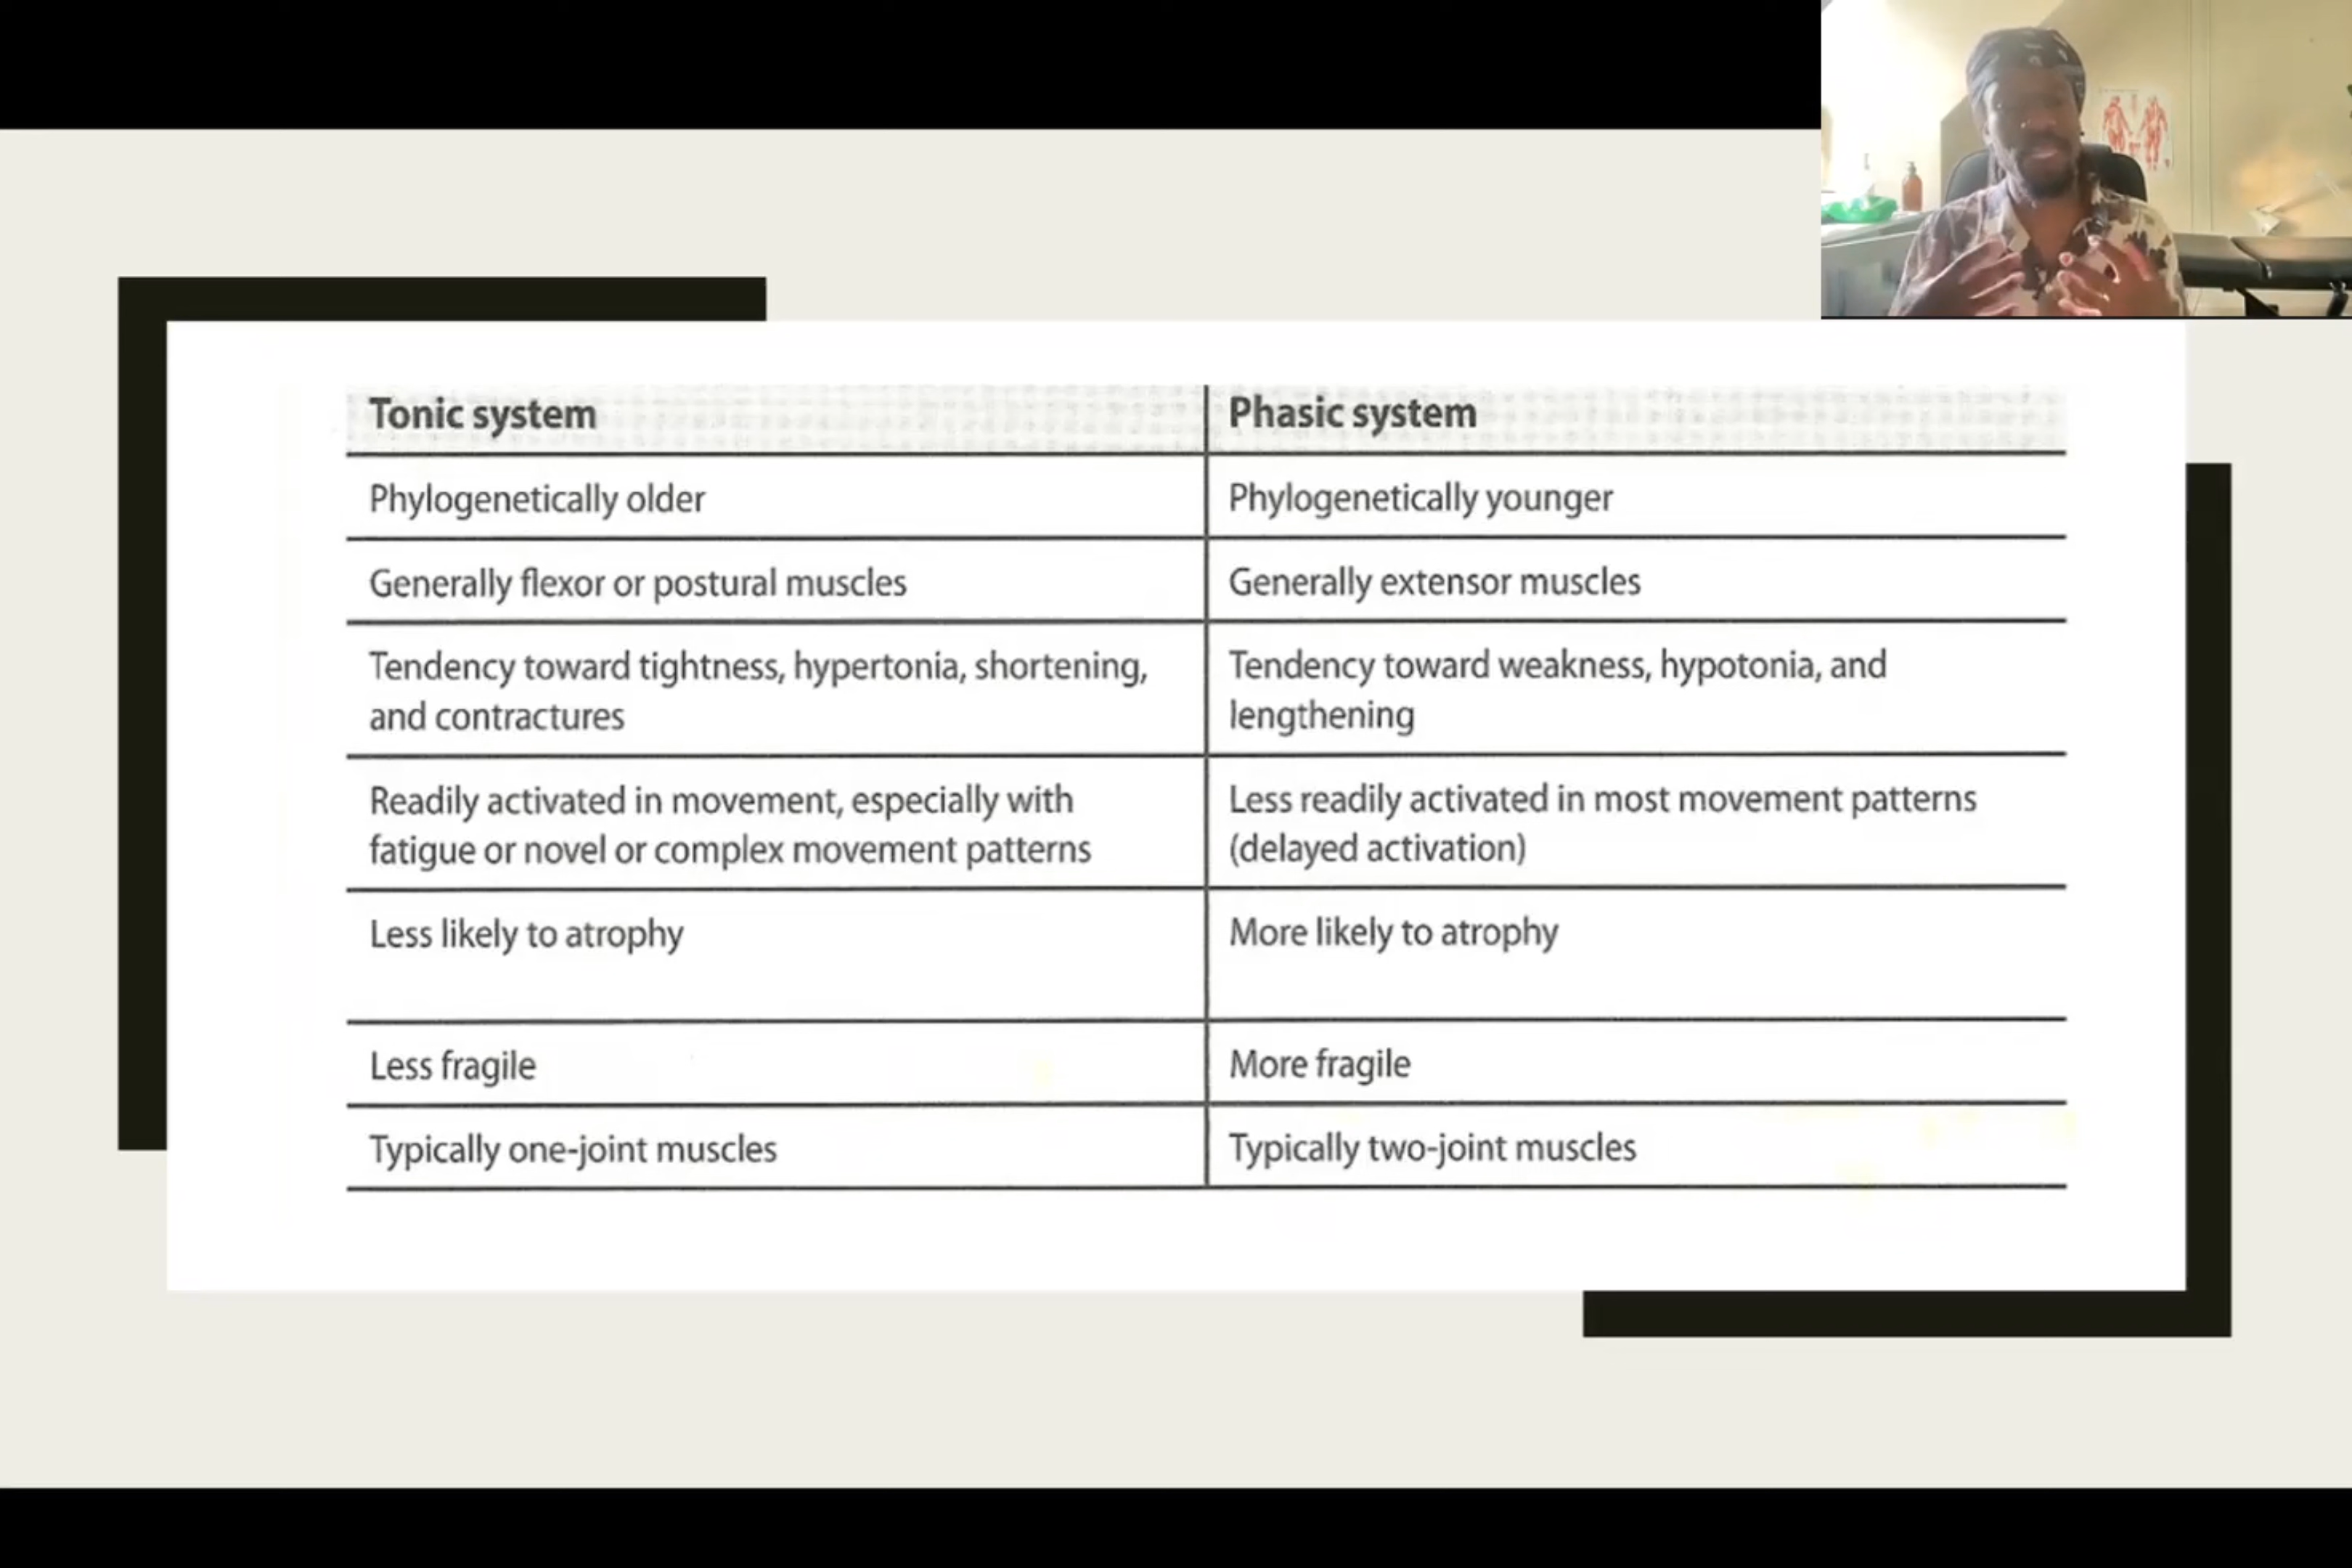 Tonic system
Phasic system
Phylogenetically older
Phylogenetically younger
Generally flexor or postural muscles
Generally extensor muscles
Tendency toward tightness, hypertonia, shortening,
and contractures
Tendency toward weakness, hypotonia, and
lengthening
Readily activated in movement, especially with
fatigue or novel or complex movement patterns
Less readily activated in most movement patterns
(delayed activation)
Less likely to atrophy
More likely to atrophy
Less fragile
More fragile
Typically one-joint muscles
Typically two-joint muscles